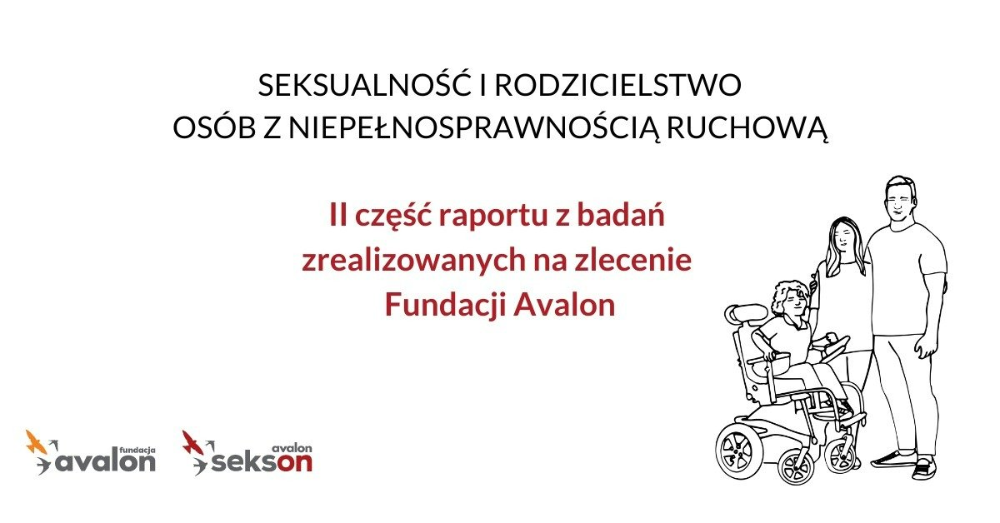 SEKSUALNOŚĆ I RODZICIELSTWO
OSÓB Z NIEPEŁNOSPRAWNOŚCIĄ RUCHOWĄ
II część raportu z badań
zrealizowanych na zlecenie
Fundacji Avalon
fundacja
avalon
avalon
sekson